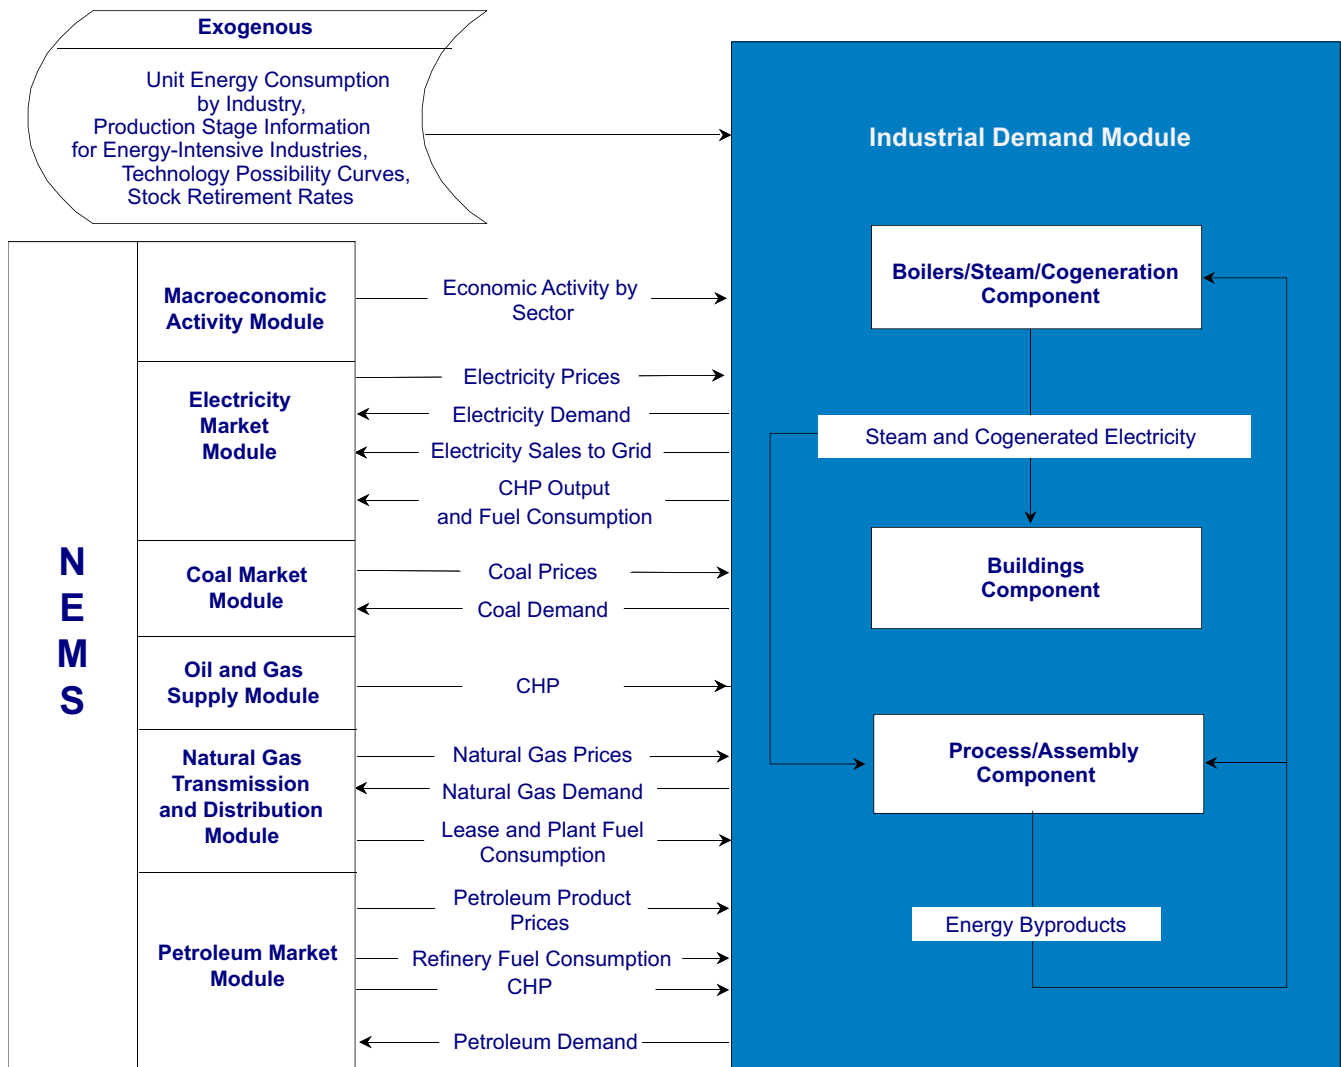 Exogenous
Unit Energy Consumption
by Industry,
Production Stage Information
for Energy-Intensive Industries,
Technology Possibility Curves,
Stock Retirement Rates
N
E
M
S
Macroeconomic
Activity Module
Electricity
Market
Module
Coal Market
Module
Oil and Gas
Supply Module
Natural Gas
Transmission
and Distribution
Module
Petroleum Market
Module
Economic Activity by
Sector
Electricity Prices
Electricity Demand
Electricity Sales to Grid
CHP Output
and Fuel Consumption
Coal Prices
Coal Demand
CHP
Natural Gas Prices
Natural Gas Demand
Lease and Plant Fuel
Consumption
Petroleum Product
Prices
Refinery Fuel Consumption
CHP
Petroleum Demand
Industrial Demand Module
Boilers/Steam/Cogeneration
Component
Steam and Cogenerated Electricity
Buildings
Component
Process/Assembly
Component
Energy Byproducts